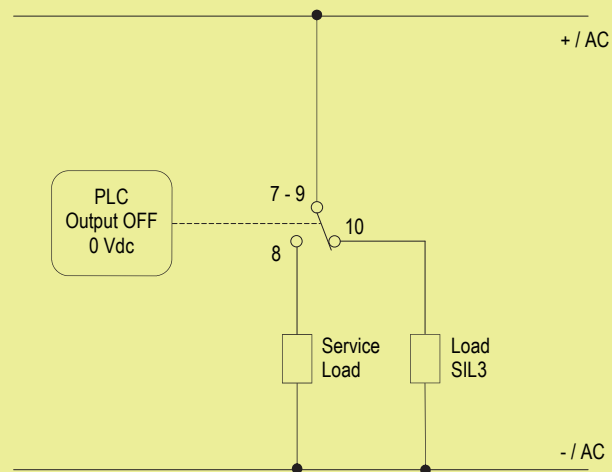 + / AC
PLC
Output OFF
0 Vdc
7 - 9
10
8
Service
Load
Load
SIL3
- / AC